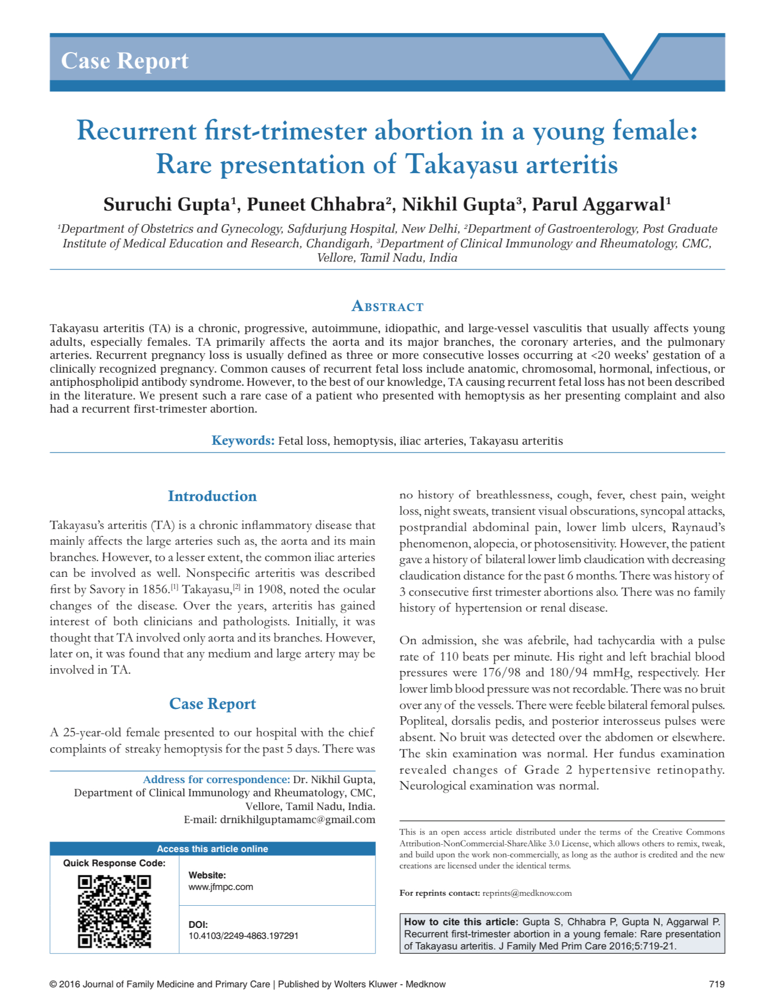 Case Report
Recurrent first-trimester abortion in a young female:
Rare presentation of Takayasu arteritis
Suruchi Gupta¹, Puneet Chhabra², Nikhil Gupta³, Parul Aggarwal¹
¹Department of Obstetrics and Gynecology, Safdurjung Hospital, New Delhi, ²Department of Gastroenterology, Post Graduate
Institute of Medical Education and Research, Chandigarh, ³Department of Clinical Immunology and Rheumatology, CMC,
Vellore, Tamil Nadu, India
Abstract
Takayasu arteritis (TA) is a chronic, progressive, autoimmune, idiopathic, and large-vessel vasculitis that usually affects young
adults, especially females. TA primarily affects the aorta and its major branches, the coronary arteries, and the pulmonary
arteries. Recurrent pregnancy loss is usually defined as three or more consecutive losses occurring at <20 weeks' gestation of a
clinically recognized pregnancy. Common causes of recurrent fetal loss include anatomic, chromosomal, hormonal, infectious, or
antiphospholipid antibody syndrome. However, to the best of our knowledge, TA causing recurrent fetal loss has not been described
in the literature. We present such a rare case of a patient who presented with hemoptysis as her presenting complaint and also
had a recurrent first-trimester abortion.
Keywords: Fetal loss, hemoptysis, iliac arteries, Takayasu arteritis
Introduction
Takayasu's arteritis (TA) is a chronic inflammatory disease that
mainly affects the large arteries such as, the aorta and its main
branches. However, to a lesser extent, the common iliac arteries
can be involved as well. Nonspecific arteritis was described
first by Savory in 1856.[1] Takayasu,[2] in 1908, noted the ocular
changes of the disease. Over the years, arteritis has gained
interest of both clinicians and pathologists. Initially, it was
thought that TA involved only aorta and its branches. However,
later on, it was found that any medium and large artery may be
involved in TA.
Case Report
A 25-year-old female presented to our hospital with the chief
complaints of streaky hemoptysis for the past 5 days. There was
no history of breathlessness, cough, fever, chest pain, weight
loss, night sweats, transient visual obscurations, syncopal attacks,
postprandial abdominal pain, lower limb ulcers, Raynaud's
phenomenon, alopecia, or photosensitivity. However, the patient
gave a history of bilateral lower limb claudication with decreasing
claudication distance for the past 6 months. There was history of
3 consecutive first trimester abortions also. There was no family
history of hypertension or renal disease.
On admission, she was afebrile, had tachycardia with a pulse
rate of 110 beats per minute. His right and left brachial blood
pressures were 176/98 and 180/94 mmHg, respectively. Her
lower limb blood pressure was not recordable. There was no bruit
over any of the vessels. There were feeble bilateral femoral pulses.
Popliteal, dorsalis pedis, and posterior interosseus pulses were
absent. No bruit was detected over the abdomen or elsewhere.
The skin examination was normal. Her fundus examination
revealed changes of Grade 2 hypertensive retinopathy.
Neurological examination was normal.
Address for correspondence: Dr. Nikhil Gupta,
Department of Clinical Immunology and Rheumatology, CMC,
Vellore, Tamil Nadu, India.
E-mail: drnikhilguptamamc@gmail.com
Access this article online
Quick Response Code:
Website:
www.jfmpc.com
DOI:
10.4103/2249-4863.197291
This is an open access article distributed under the terms of the Creative Commons
Attribution-NonCommercial-ShareAlike 3.0 License, which allows others to remix, tweak,
and build upon the work non-commercially, as long as the author is credited and the new
creations are licensed under the identical terms.
For reprints contact: reprints@medknow.com
How to cite this article: Gupta S, Chhabra P, Gupta N, Aggarwal P.
Recurrent first-trimester abortion in a young female: Rare presentation
of Takayasu arteritis. J Family Med Prim Care 2016;5:719-21.
© 2016 Journal of Family Medicine and Primary Care | Published by Wolters Kluwer - Medknow
719